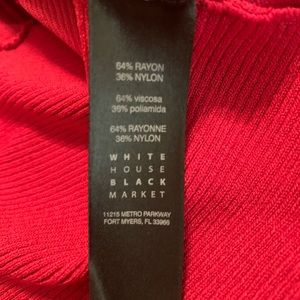 64% RAYON
36% NYLON
64% viscosa
36% poliamida
64% RAYONNE
36% NYLON
WHITE
HOUSE
BLACK
MARKET
11215 METRO PARKWAY
FORT MYERS, FL 33966